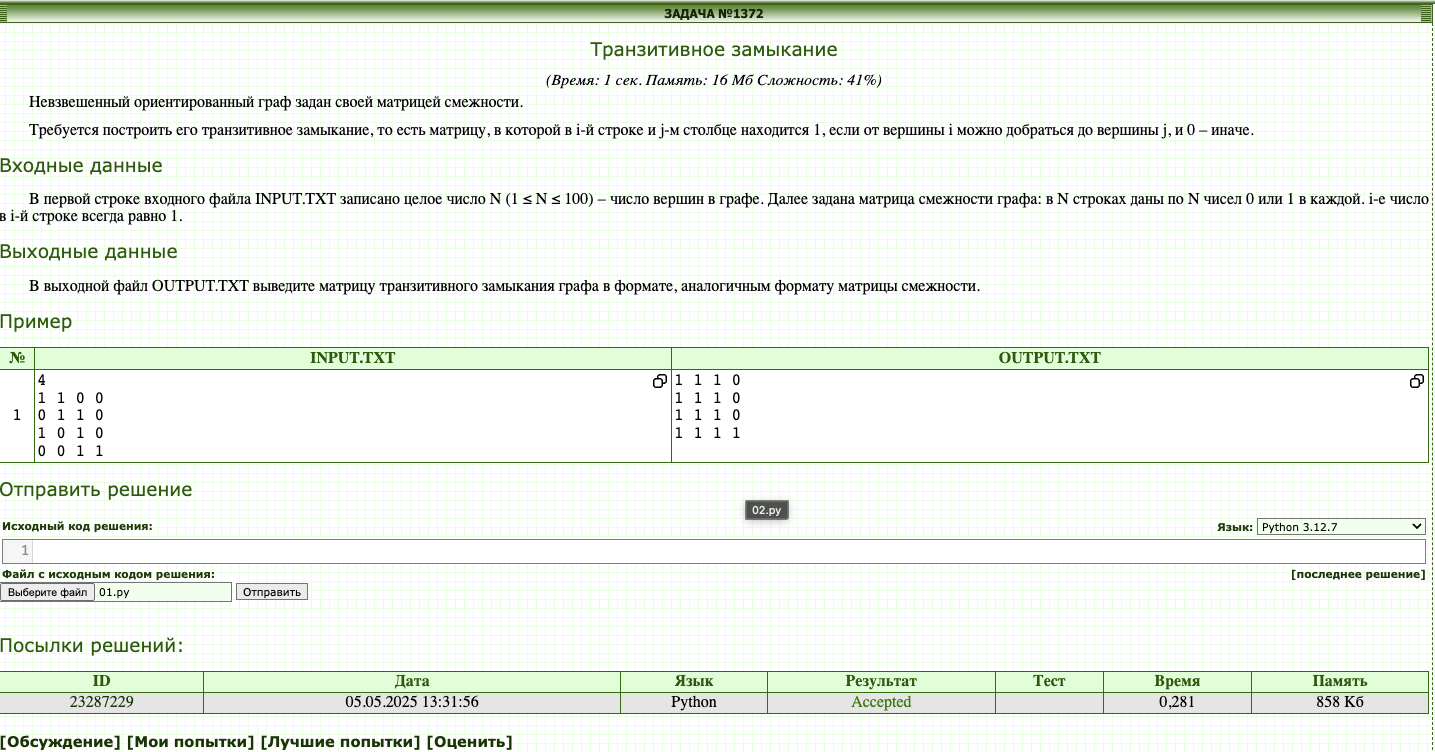 ЗАДАЧА №1372
Транзитивное замыкание
(Время: 1 сек. Память: 16 Мб Сложность: 41%)
Невзвешенный ориентированный граф задан своей матрицей смежности.
Требуется построить его транзитивное замыкание, то есть матрицу, в которой в i-й строке и j-м столбце находится 1, если от вершины i можно добраться до вершины j, и 0 – иначе.
Входные данные
В первой строке входного файла INPUT.TXT записано целое число N (1 ≤ N ≤ 100) – число вершин в графе. Далее задана матрица смежности графа: в N строках даны по N чисел 0 или 1 в каждой. i-е число
в i-й строке всегда равно 1.
Выходные данные
В выходной файл OUTPUT.TXT выведите матрицу транзитивного замыкания графа в формате, аналогичным формату матрицы смежности.
Пример
№ INPUT.TXT OUTPUT.TXT
4 1 1 1 0
1 1 0 0 1 1 1 0
1 0 1 1 0 1 1 1 0
1 0 1 0 1 1 1 1
0 0 1 1
Отправить решение
02.py
Исходный код решения: Язык: Python 3.12.7
1
Файл с исходным кодом решения: [последнее решение]
Выберите файл 01.py Отправить
Посылки решений:
ID Дата Язык Результат Тест Время Память
23287229 05.05.2025 13:31:56 Python Accepted 0,281 858 Кб
[Обсуждение] [Мои попытки] [Лучшие попытки] [Оценить]